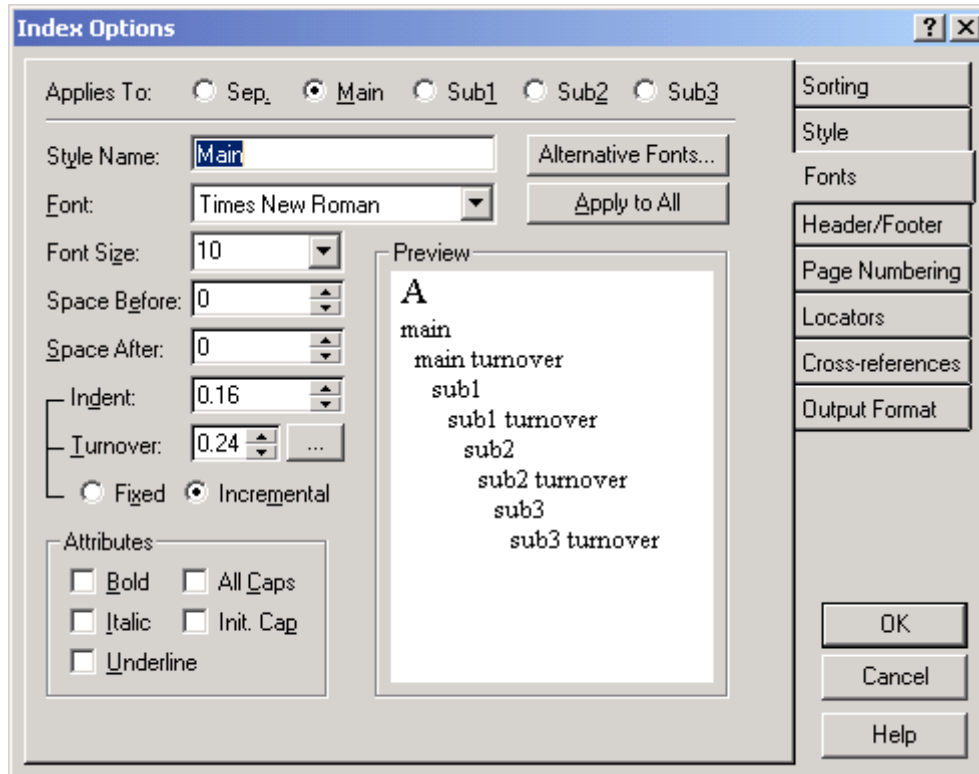 Index Options
Applies To: Sep. Main Sub1 Sub2 Sub3
Style Name: Main Alternative Fonts...
Font: Times New Roman Apply to All
Font Size: 10
Space Before: 0
Space After: 0
Indent: 0.16
Turnover: 0.24 ...
Fixed Incremental
Attributes
Bold All Caps
Italic Init. Cap
Underline
Preview
A
main
main turnover
sub1
sub1 turnover
sub2
sub2 turnover
sub3
sub3 turnover
Sorting
Style
Fonts
Header/Footer
Page Numbering
Locators
Cross-references
Output Format
OK
Cancel
Help